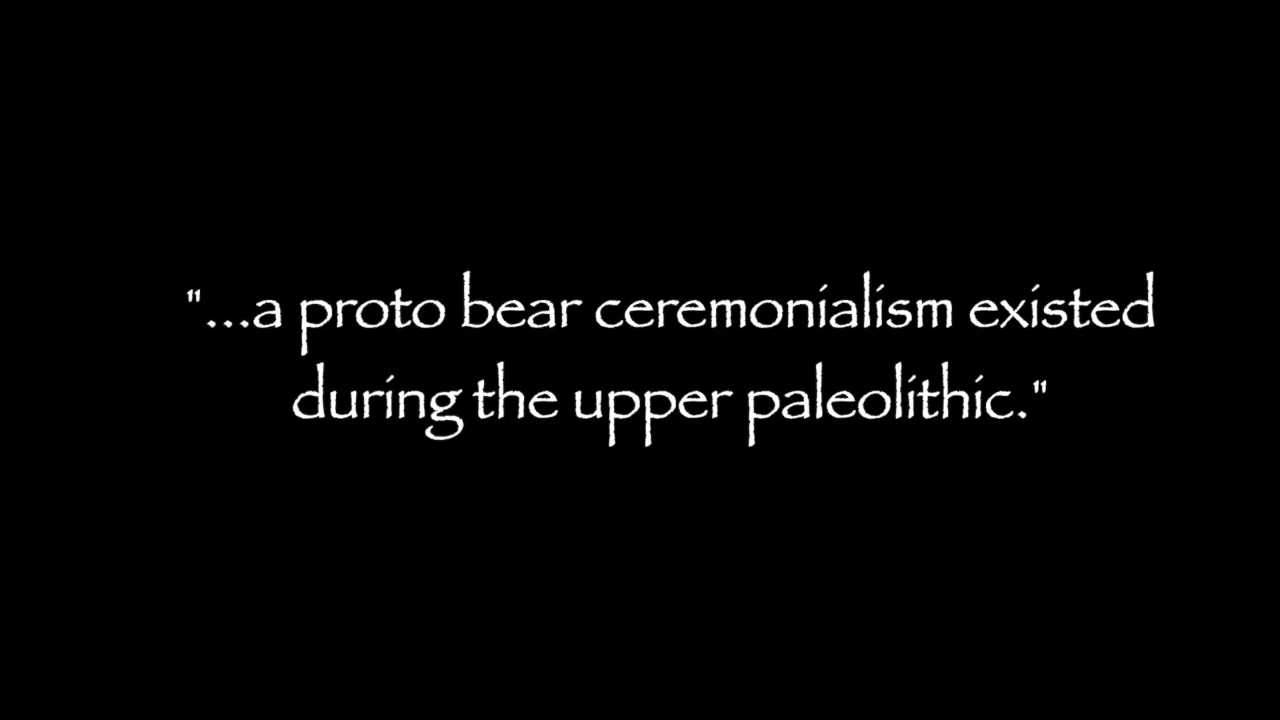 "...a proto bear ceremonialism existed
during the upper paleolithic."